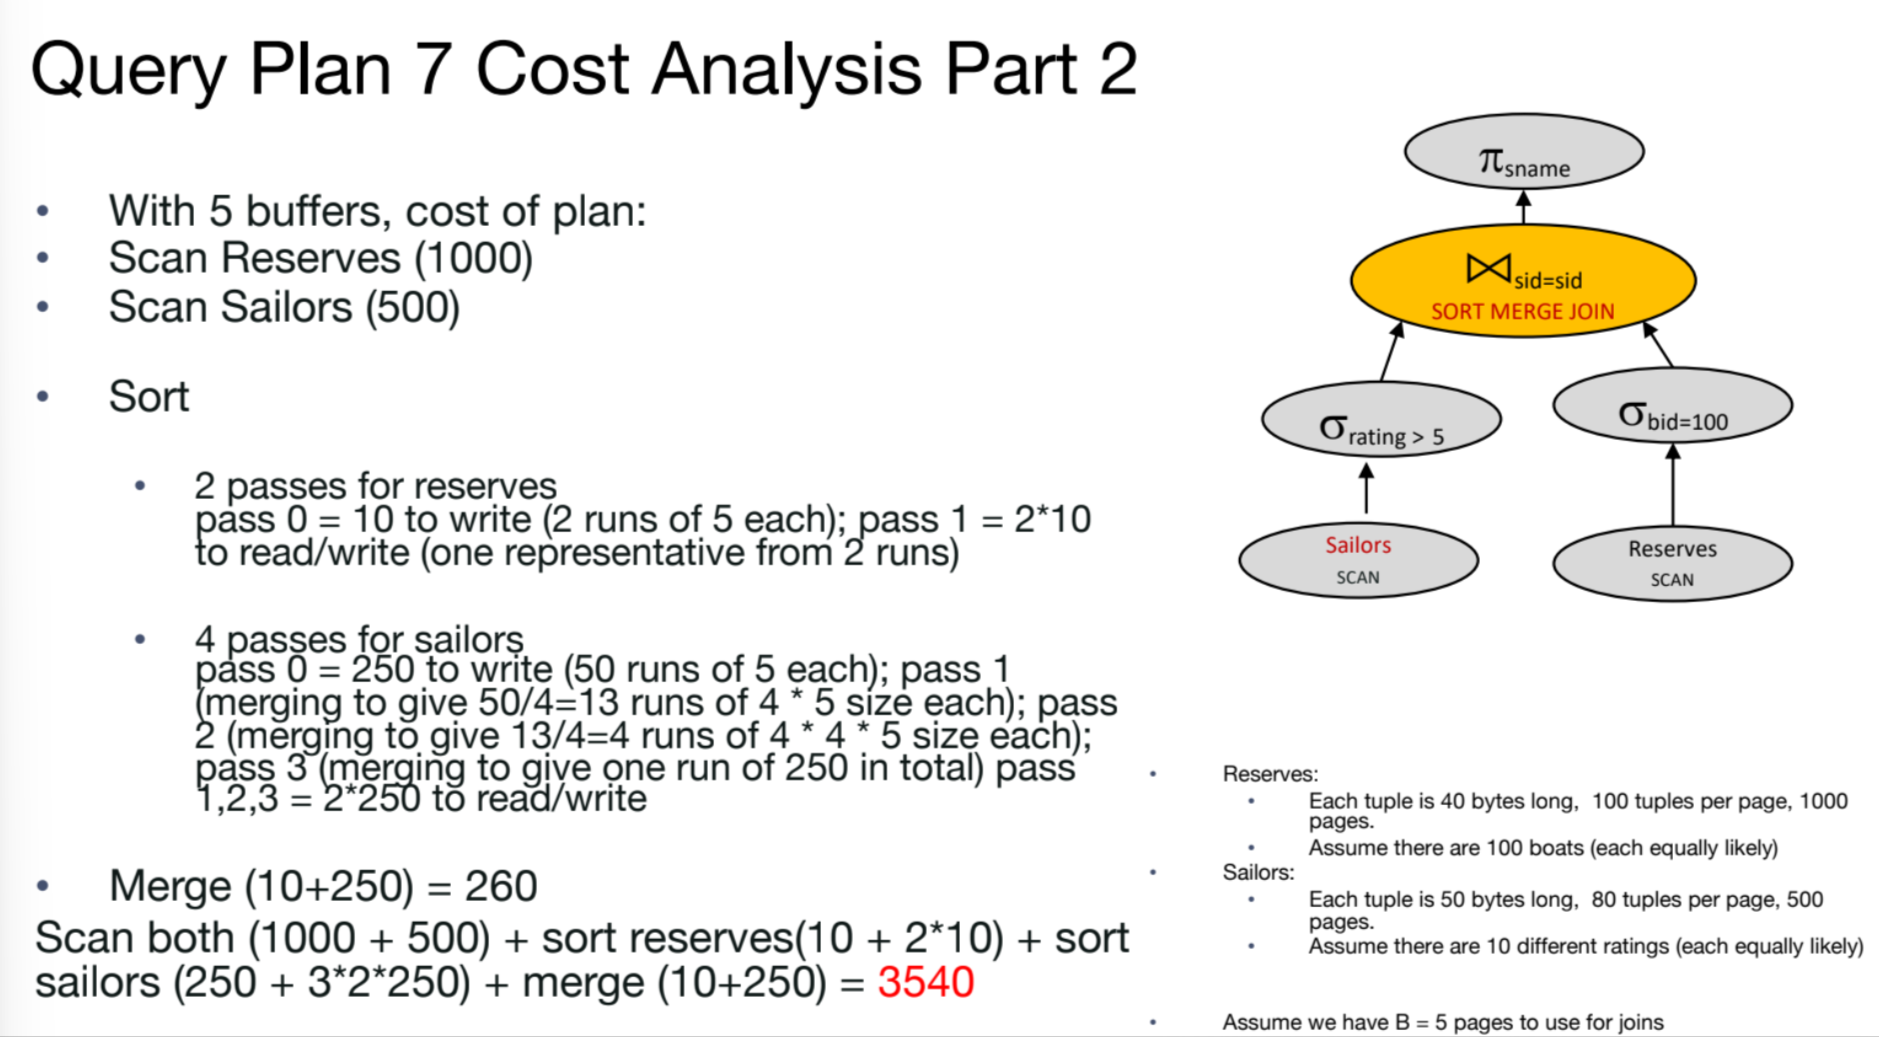 Query Plan 7 Cost Analysis Part 2
• With 5 buffers, cost of plan:
• Scan Reserves (1000)
• Scan Sailors (500)
• Sort
• 2 passes for reserves
pass 0 = 10 to write (2 runs of 5 each); pass 1 = 2*10
to read/write (one representative from 2 runs)
• 4 passes for sailors
pass 0 = 250 to write (50 runs of 5 each); pass 1
(merging to give 50/4=13 runs of 4 * 5 size each); pass
2 (merging to give 13/4=4 runs of 4 * 4 * 5 size each);
pass 3 (merging to give one run of 250 in total) pass
1,2,3 = 2*250 to read/write
• Merge (10+250) = 260
Scan both (1000 + 500) + sort reserves(10 + 2*10) + sort
sailors (250 + 3*2*250) + merge (10+250) = 3540
π sname
⋈ sid=sid
SORT MERGE JOIN
σ rating > 5
σ bid=100
Sailors
SCAN
Reserves
SCAN
• Reserves:
• Each tuple is 40 bytes long, 100 tuples per page, 1000
pages.
• Assume there are 100 boats (each equally likely)
• Sailors:
• Each tuple is 50 bytes long, 80 tuples per page, 500
pages.
• Assume there are 10 different ratings (each equally likely)
• Assume we have B = 5 pages to use for joins